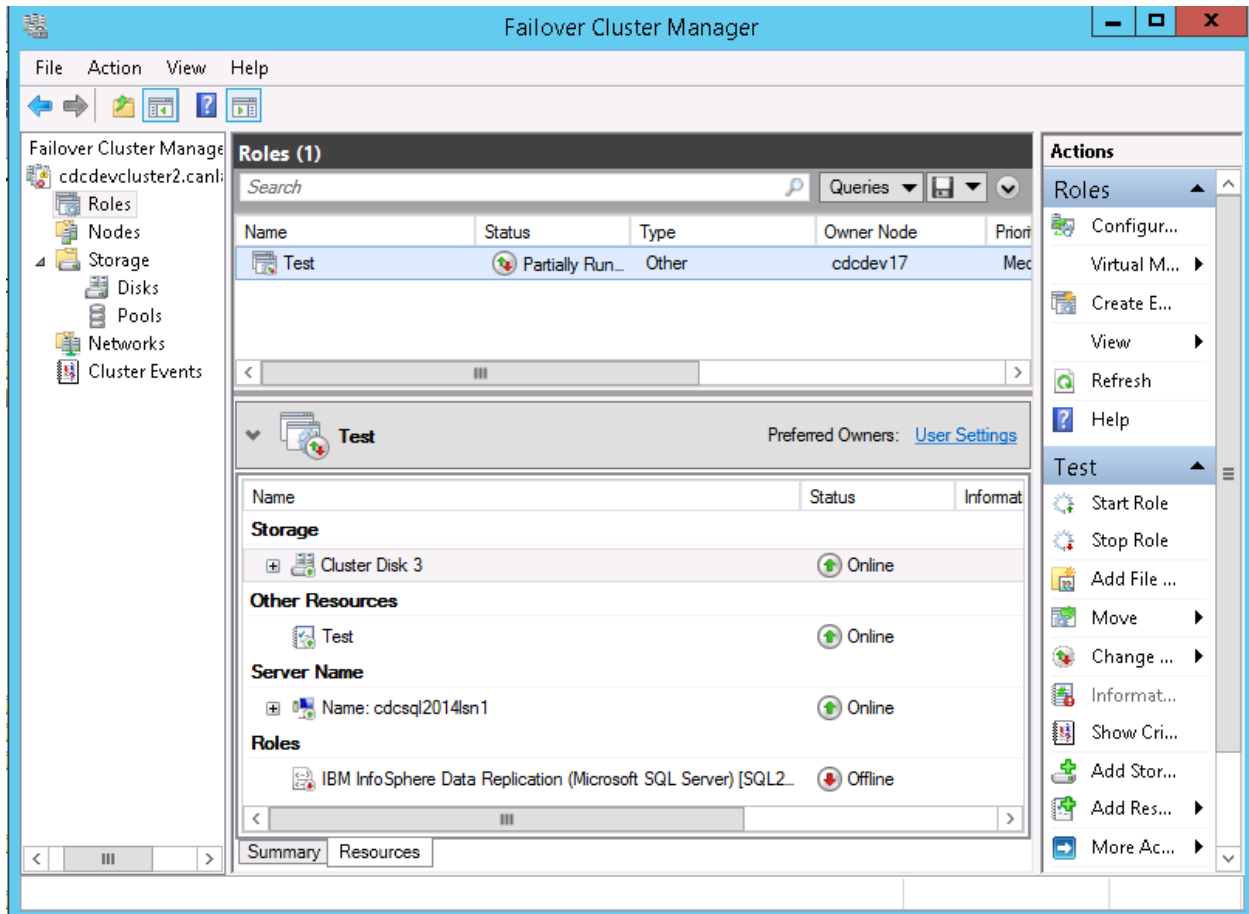 Failover Cluster Manager
File Action View Help
Failover Cluster Manage
cdcdevcluster2.canl
Roles
Nodes
Storage
Disks
Pools
Networks
Cluster Events
Roles (1)
Search
Queries
Name Status Type Owner Node Priori
Test Partially Run... Other cdcdev17 Med
Test
Preferred Owners: User Settings
Name Status Informat
Storage
Cluster Disk 3 Online
Other Resources
Test Online
Server Name
Name: cdcsql2014lsn1 Online
Roles
IBM InfoSphere Data Replication (Microsoft SQL Server) [SQL2... Offline
Summary Resources
Actions
Roles
Configur...
Virtual M...
Create E...
View
Refresh
Help
Test
Start Role
Stop Role
Add File ...
Move
Change ...
Informat...
Show Cri...
Add Stor...
Add Res...
More Ac...